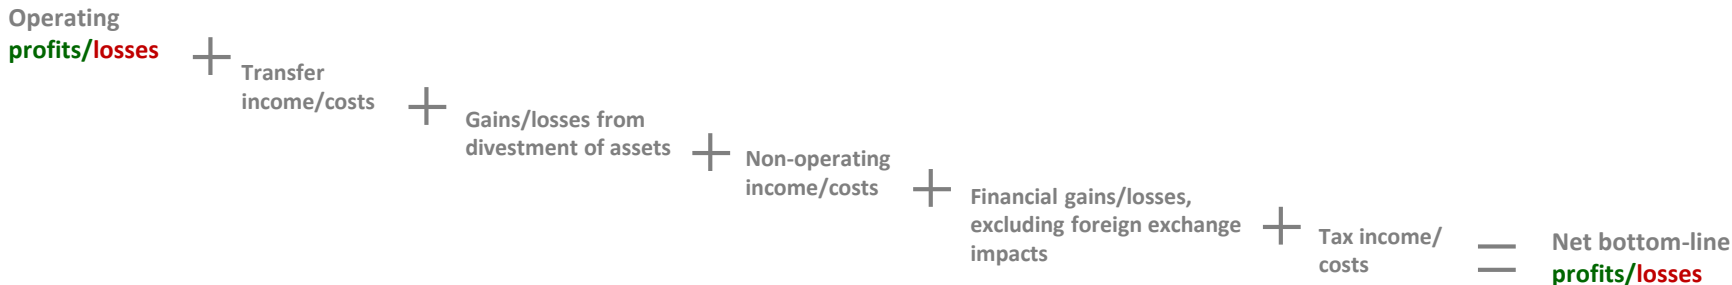 Operating
profits/losses
+
Transfer
income/costs
+
Gains/losses from
divestment of assets
+
Non-operating
income/costs
+
Financial gains/losses,
excluding foreign exchange
impacts
+
Tax income/
costs
=
Net bottom-line
profits/losses